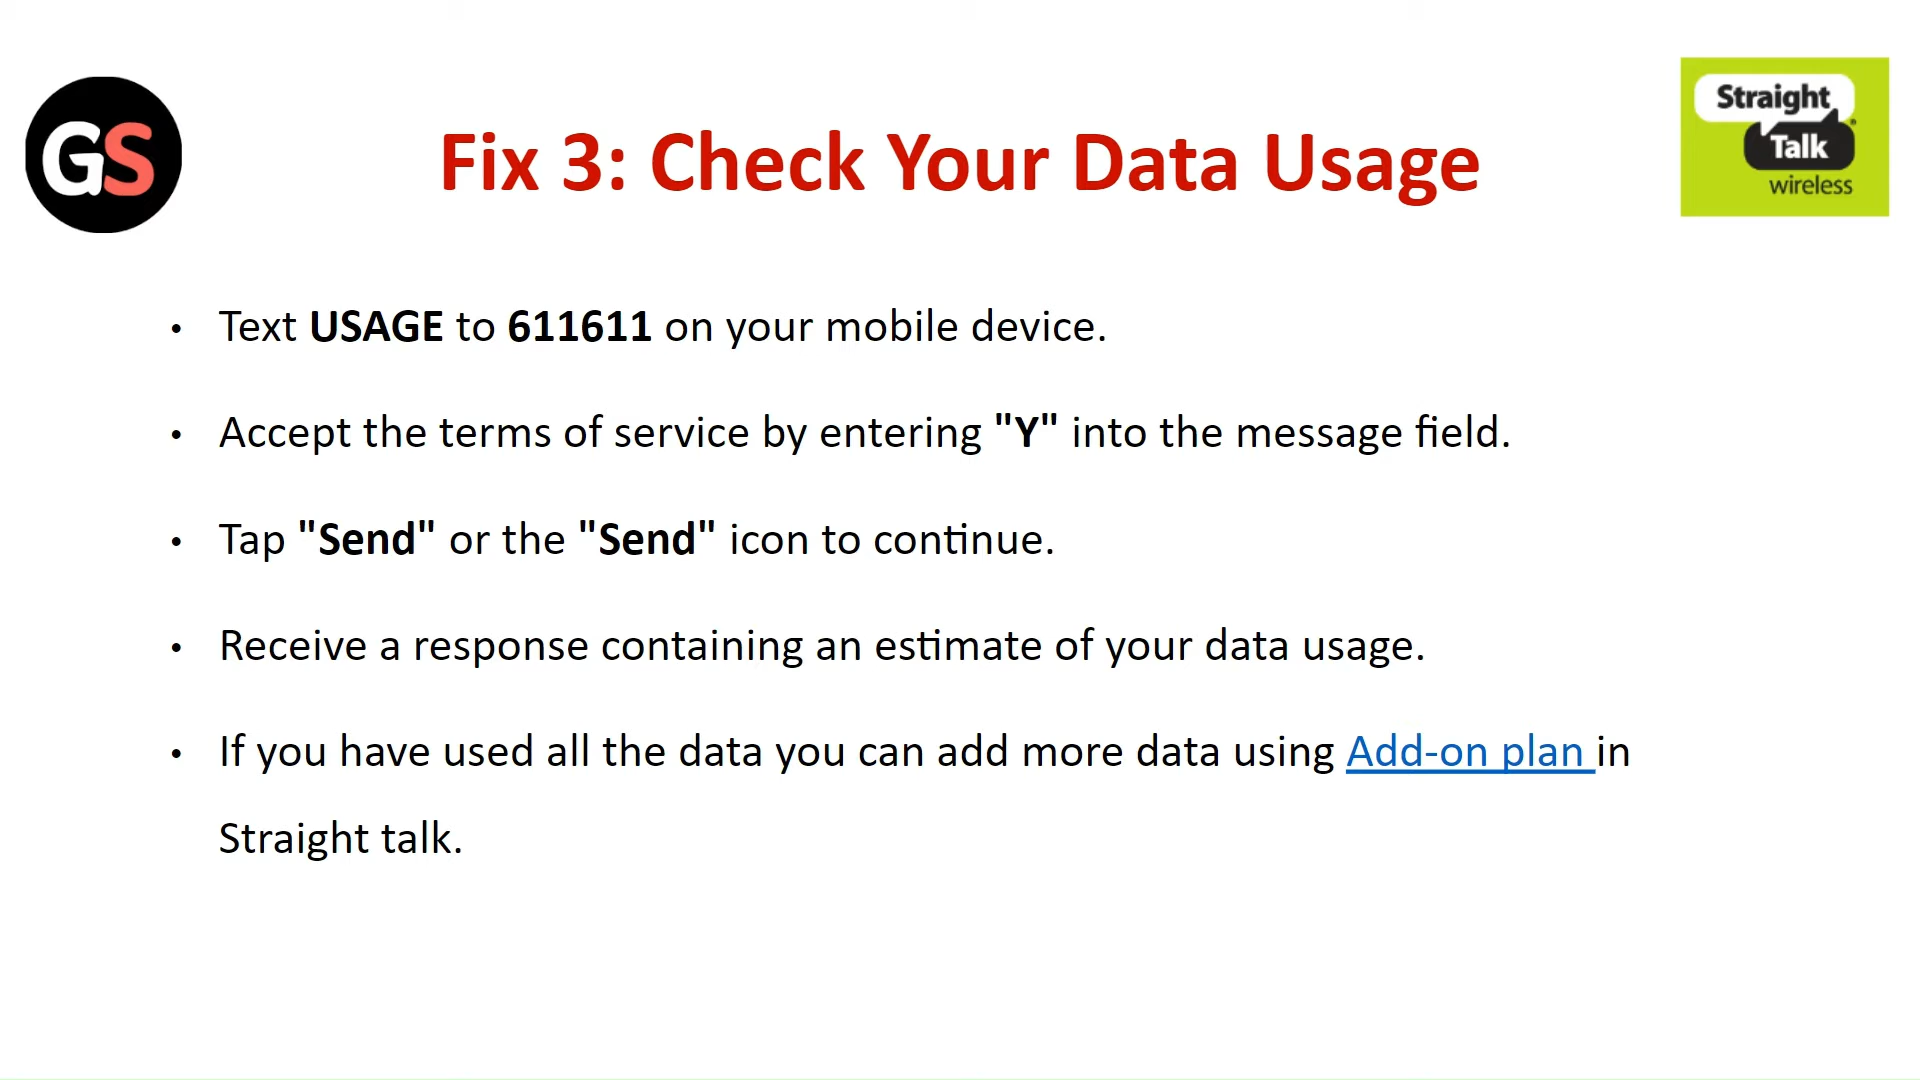 GS
Fix 3: Check Your Data Usage
Straight
Talk
wireless
• Text USAGE to 611611 on your mobile device.
• Accept the terms of service by entering "Y" into the message field.
• Tap "Send" or the "Send" icon to continue.
• Receive a response containing an estimate of your data usage.
• If you have used all the data you can add more data using Add-on plan in
Straight talk.